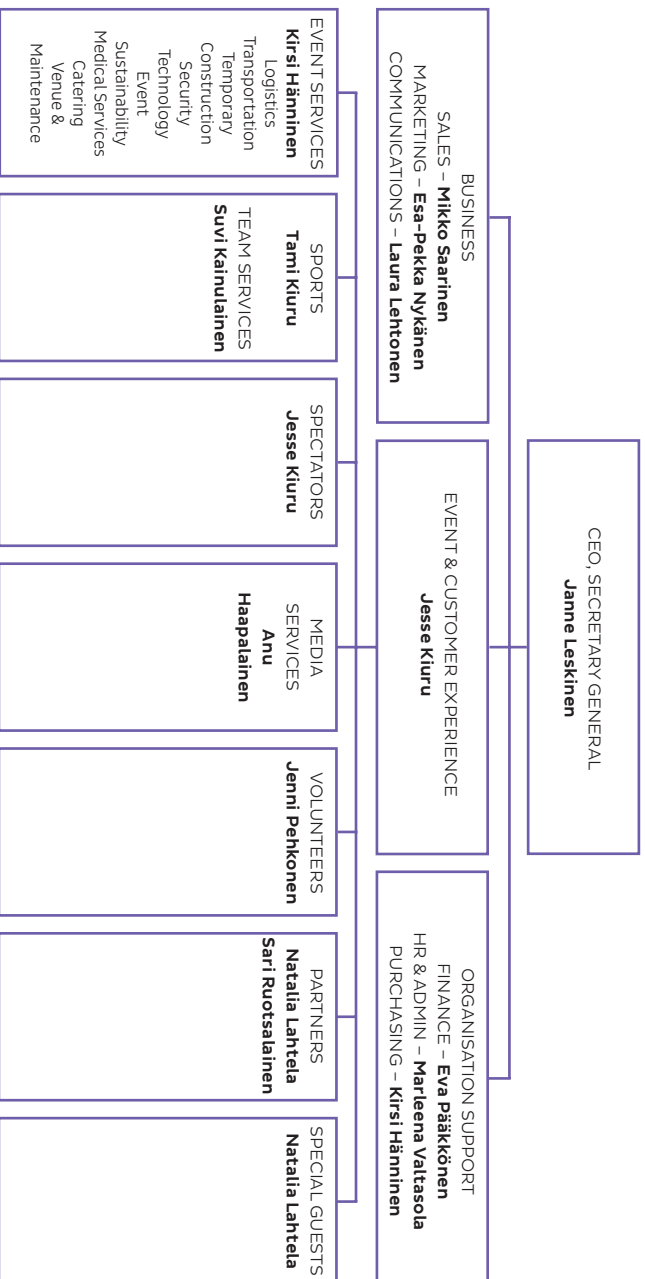 CEO, SECRETARY GENERAL
Janne Leskinen
BUSINESS
SALES – Mikko Saarinen
MARKETING – Esa-Pekka Nykänen
COMMUNICATIONS – Laura Lehtonen
EVENT & CUSTOMER EXPERIENCE
Jesse Kiuru
ORGANISATION SUPPORT
FINANCE – Eva Pääkkönen
HR & ADMIN – Marleena Valtasola
PURCHASING – Kirsi Hänninen
EVENT SERVICES
Kirsi Hänninen
Logistics
Transportation
Temporary
Construction
Security
Technology
Event
Sustainability
Medical Services
Catering
Venue &
Maintenance
SPORTS
Tami Kiuru
TEAM SERVICES
Suvi Kainulainen
SPECTATORS
Jesse Kiuru
MEDIA
SERVICES
Anu
Haapalainen
VOLUNTEERS
Jenni Pehkonen
PARTNERS
Natalia Lahtela
Sari Ruotsalainen
SPECIAL GUESTS
Natalia Lahtela